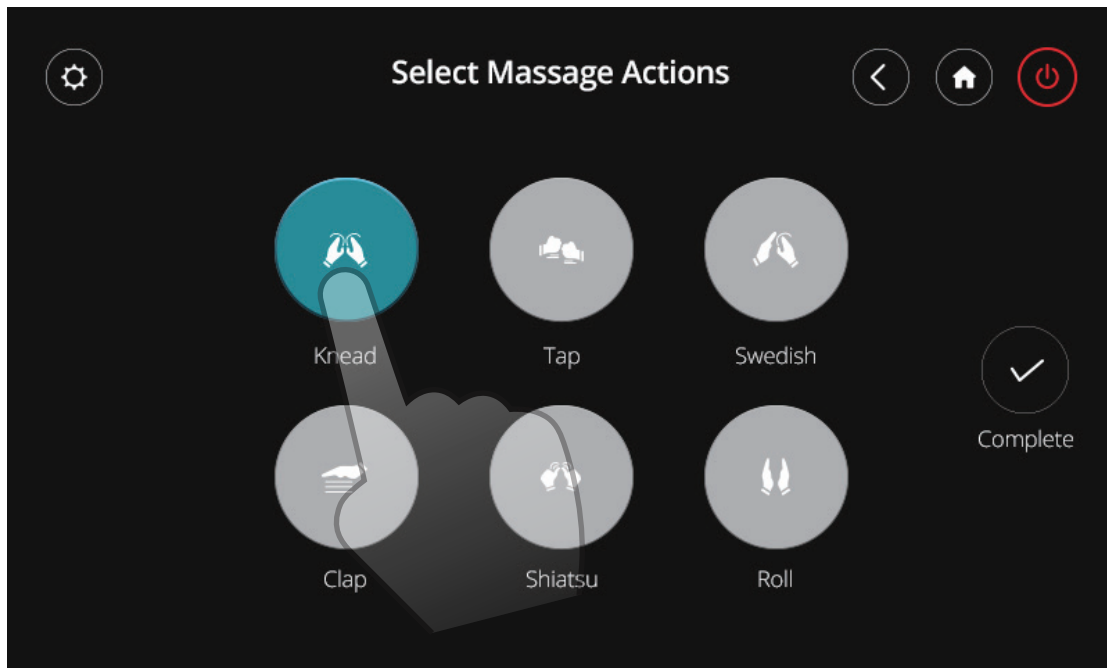 Select Massage Actions
Knead
Tap
Swedish
Complete
Clap
Shiatsu
Roll